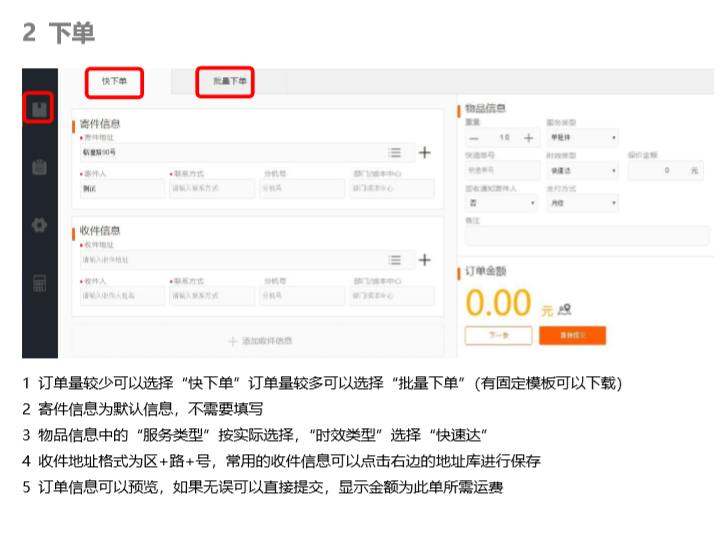 2 下单
快下单
批量下单
寄件信息
寄件地址
临童路90号
寄件人 联系方式 分机号 部门/成本中心
测试 请输入联系方式 分机号 部门/成本中心
收件信息
收件地址
请输入收件地址
收件人 联系方式 分机号 部门/成本中心
请输入收件人姓名 请输入联系方式 分机号 部门/成本中心
添加收件信息
物品信息
重量 服务类型
1.0 单程件
快递单号 时效类型 保价金额
快递单号 快速达 0 元
签收通知寄件人 支付方式
否 月结
备注
订单金额
0.00 元
下一步 直接提交
1 订单量较少可以选择“快下单”订单量较多可以选择“批量下单”（有固定模板可以下载）
2 寄件信息为默认信息，不需要填写
3 物品信息中的“服务类型”按实际选择，“时效类型”选择“快速达”
4 收件地址格式为区+路+号，常用的收件信息可以点击右边的地址库进行保存
5 订单信息可以预览，如果无误可以直接提交，显示金额为此单所需运费